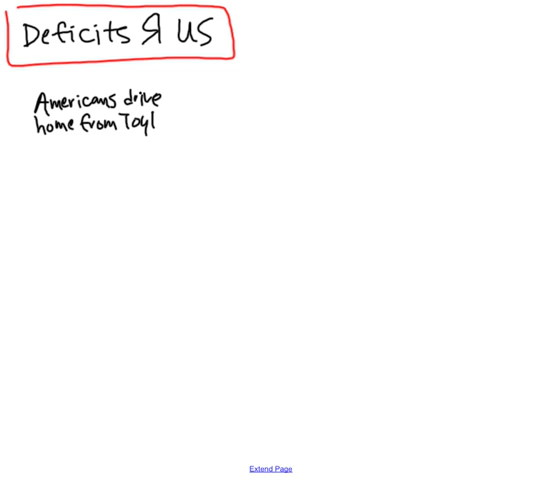 Deficits Я US
Americans drive
home from Toyl
Extend Page